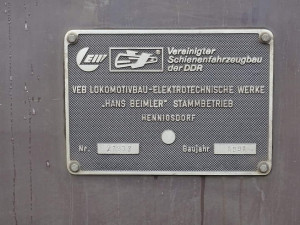 LEW
Vereinigter
Schienenfahrzeugbau
der DDR
VEB LOKOMOTIVBAU-ELEKTROTECHNISCHE WERKE
„HANS BEIMLER" STAMMBETRIEB
HENNIGSDORF
Nr.
Baujahr